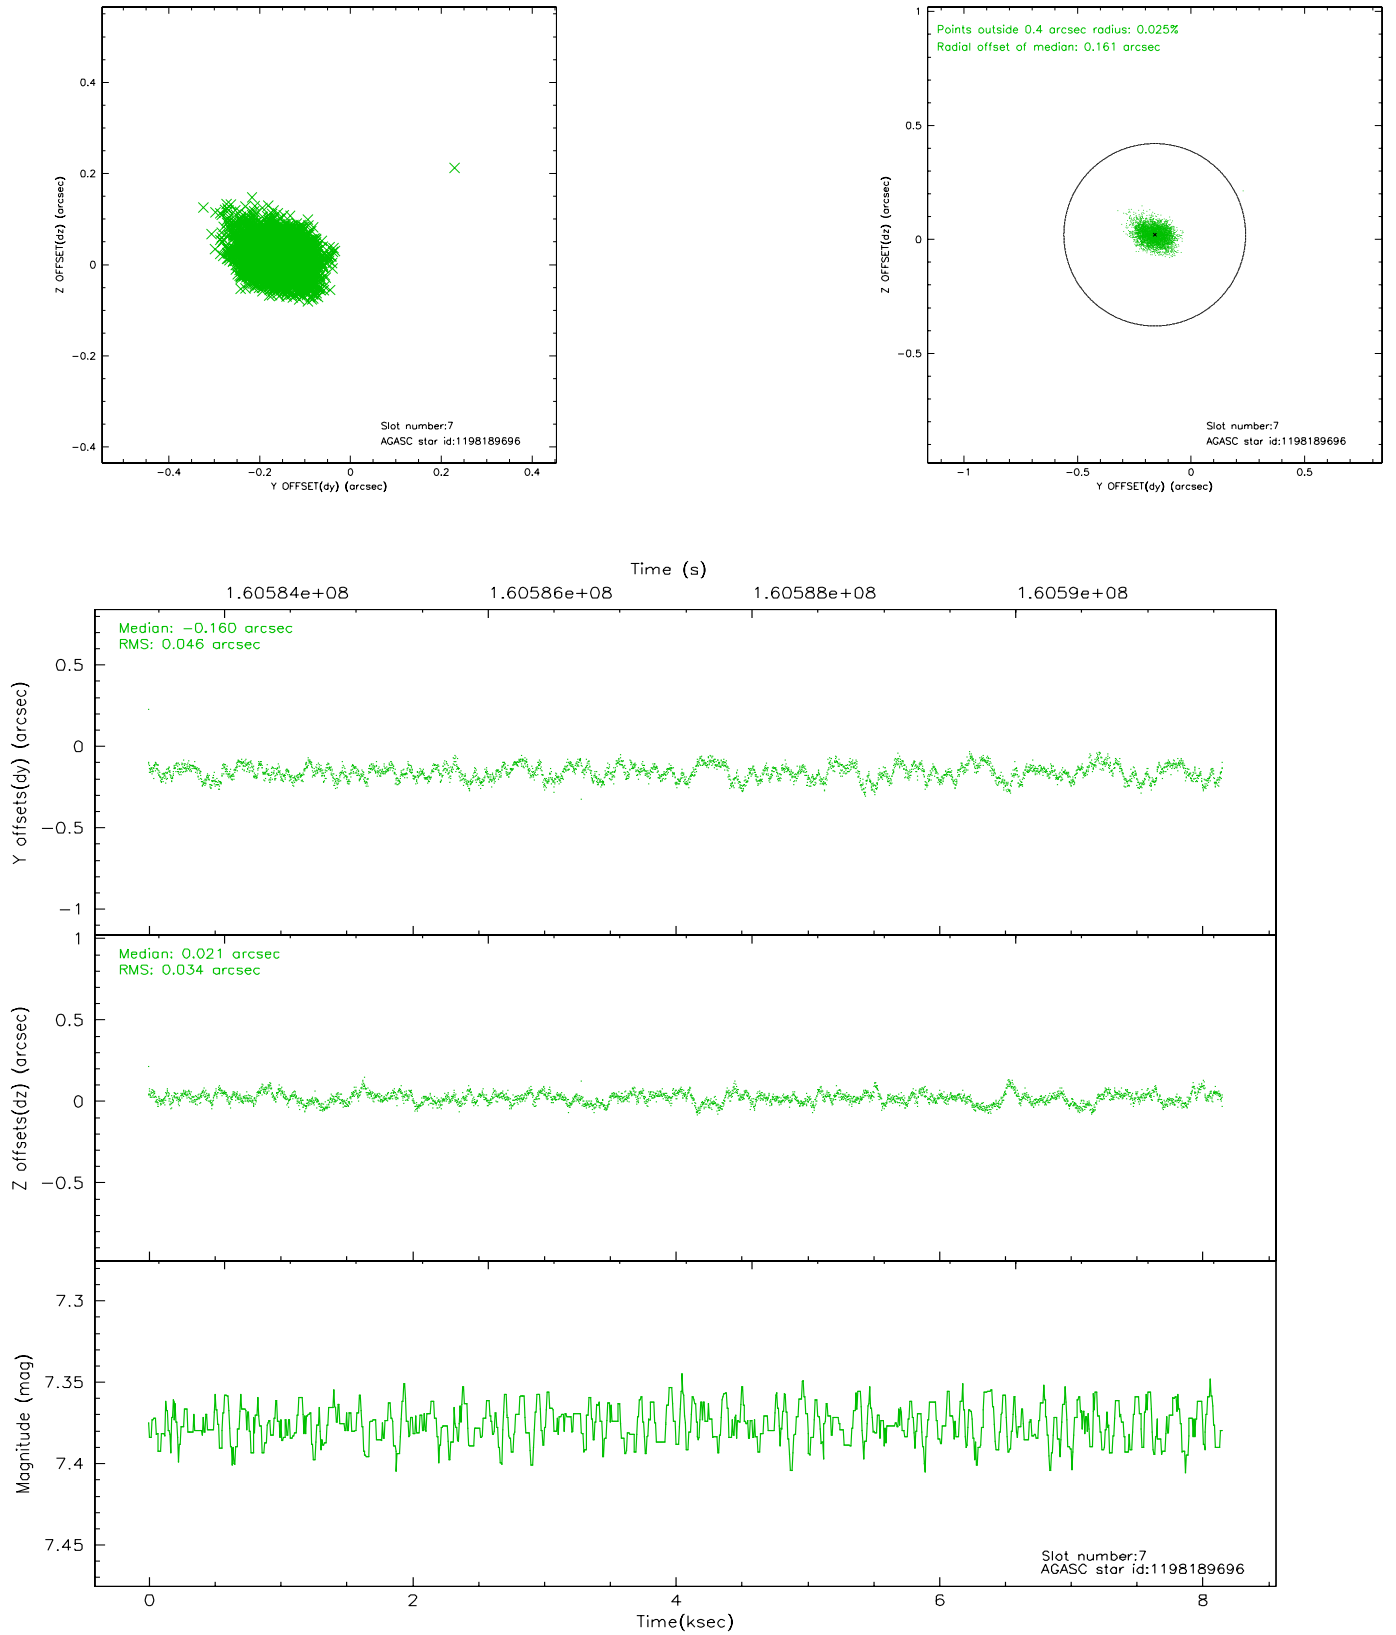 0.4
0.2
0
−0.2
−0.4
Z OFFSET(dz) (arcsec)
Slot number:7
AGASC star id:1198189696
−0.4
−0.2
0
0.2
0.4
Y OFFSET(dy) (arcsec)
Points outside 0.4 arcsec radius: 0.025%
Radial offset of median: 0.161 arcsec
1
0.5
0
−0.5
Z OFFSET(dz) (arcsec)
Slot number:7
AGASC star id:1198189696
−1
−0.5
0
0.5
Y OFFSET(dy) (arcsec)
Time (s)
1.60584e+08
1.60586e+08
1.60588e+08
1.6059e+08
Median: −0.160 arcsec
RMS: 0.046 arcsec
0.5
0
−0.5
−1
Y offsets(dy) (arcsec)
Median: 0.021 arcsec
RMS: 0.034 arcsec
1
0.5
0
−0.5
Z offsets(dz) (arcsec)
7.3
7.35
7.4
7.45
Magnitude (mag)
Slot number:7
AGASC star id:1198189696
0
2
4
6
8
Time(ksec)